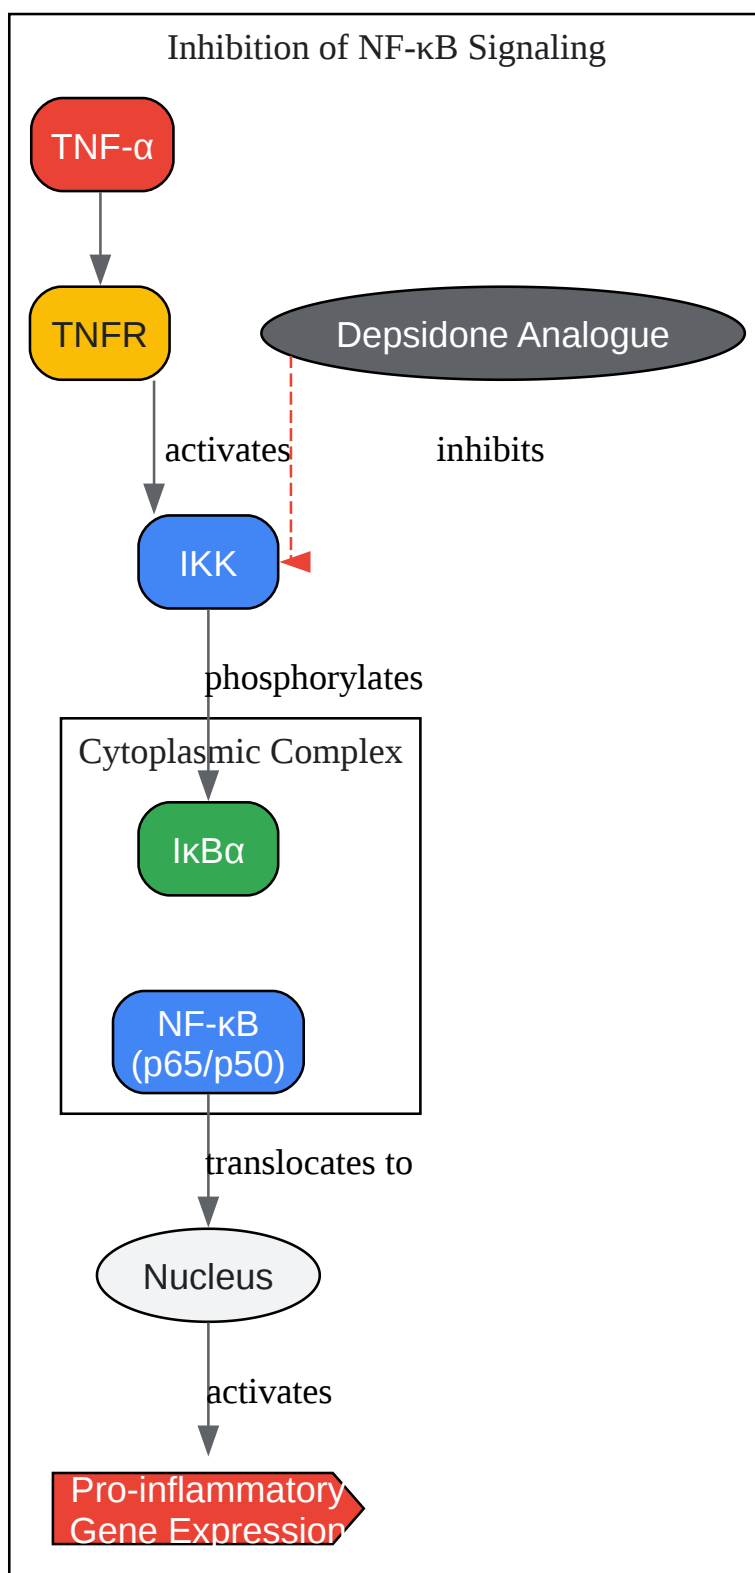 Inhibition of NF-κB Signaling
TNF-α
TNFR
Depsidone Analogue
activates
inhibits
IKK
phosphorylates
Cytoplasmic Complex
IκBα
NF-κB
(p65/p50)
translocates to
Nucleus
activates
Pro-inflammatory
Gene Expression